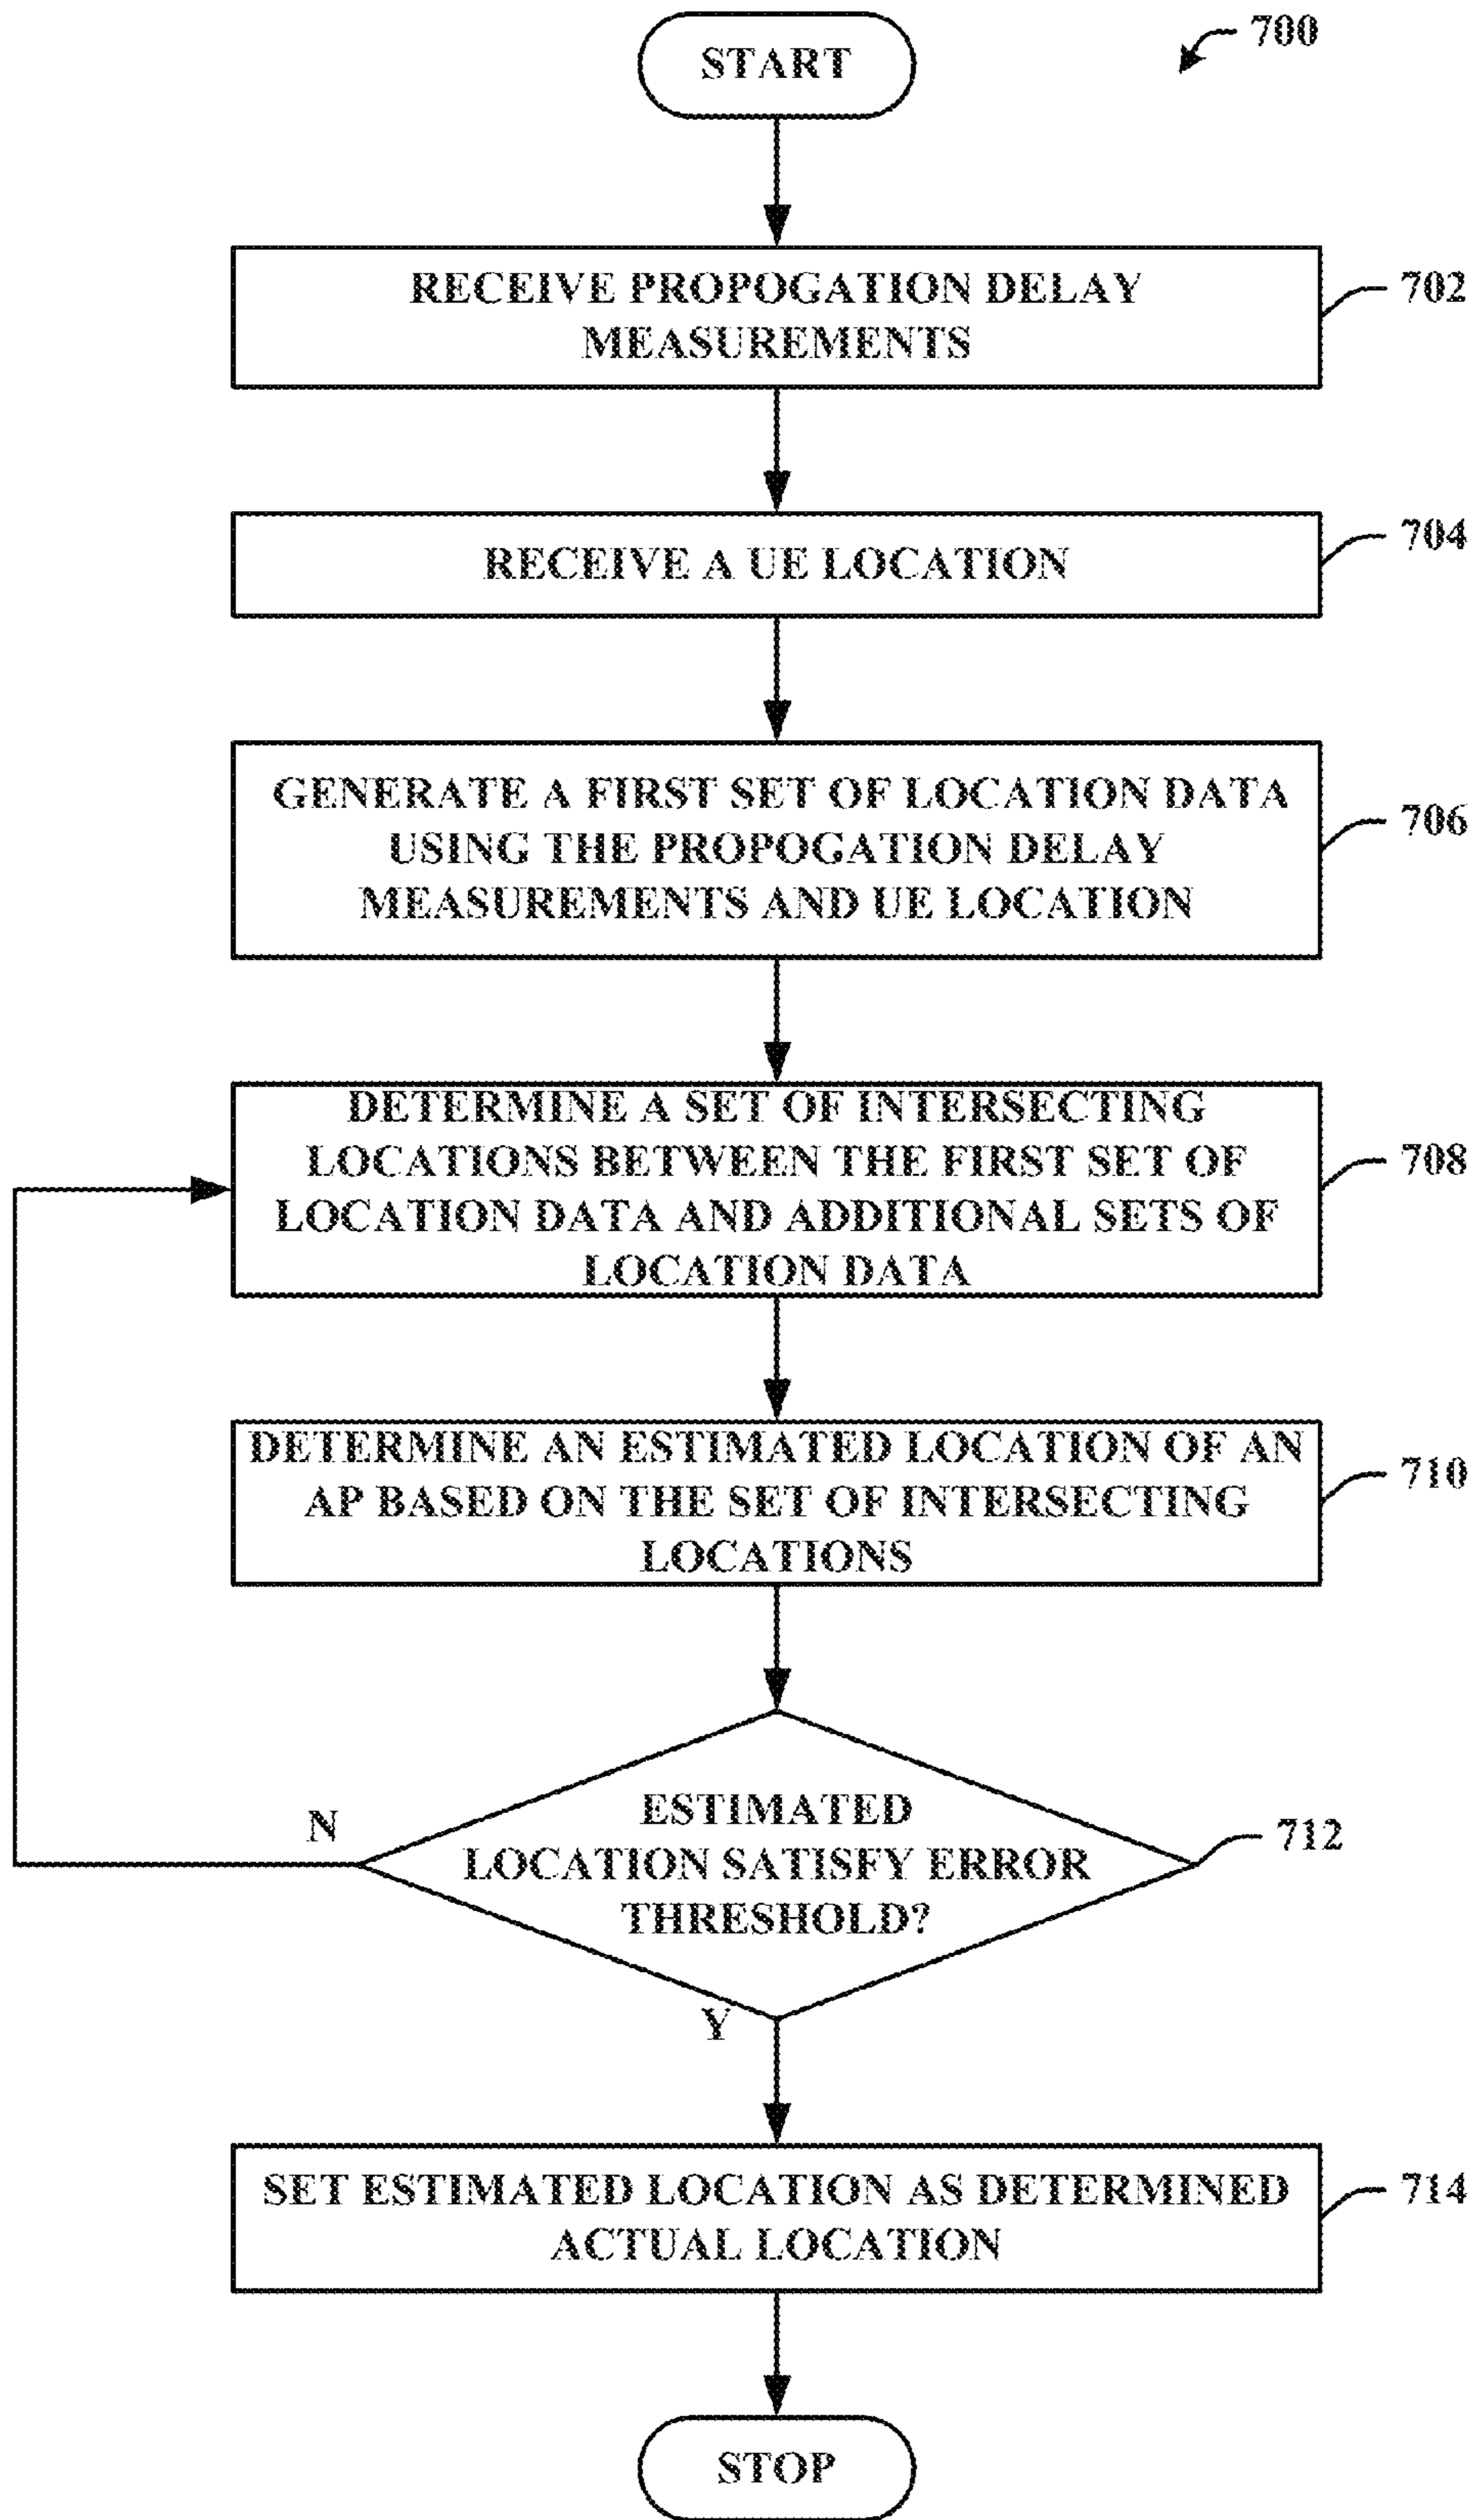 START
700
RECEIVE PROPOGATION DELAY
MEASUREMENTS
702
RECEIVE A UE LOCATION
704
GENERATE A FIRST SET OF LOCATION DATA
USING THE PROPOGATION DELAY
MEASUREMENTS AND UE LOCATION
706
DETERMINE A SET OF INTERSECTING
LOCATIONS BETWEEN THE FIRST SET OF
LOCATION DATA AND ADDITIONAL SETS OF
LOCATION DATA
708
DETERMINE AN ESTIMATED LOCATION OF AN
AP BASED ON THE SET OF INTERSECTING
LOCATIONS
710
N
ESTIMATED
LOCATION SATISFY ERROR
THRESHOLD?
712
Y
SET ESTIMATED LOCATION AS DETERMINED
ACTUAL LOCATION
714
STOP